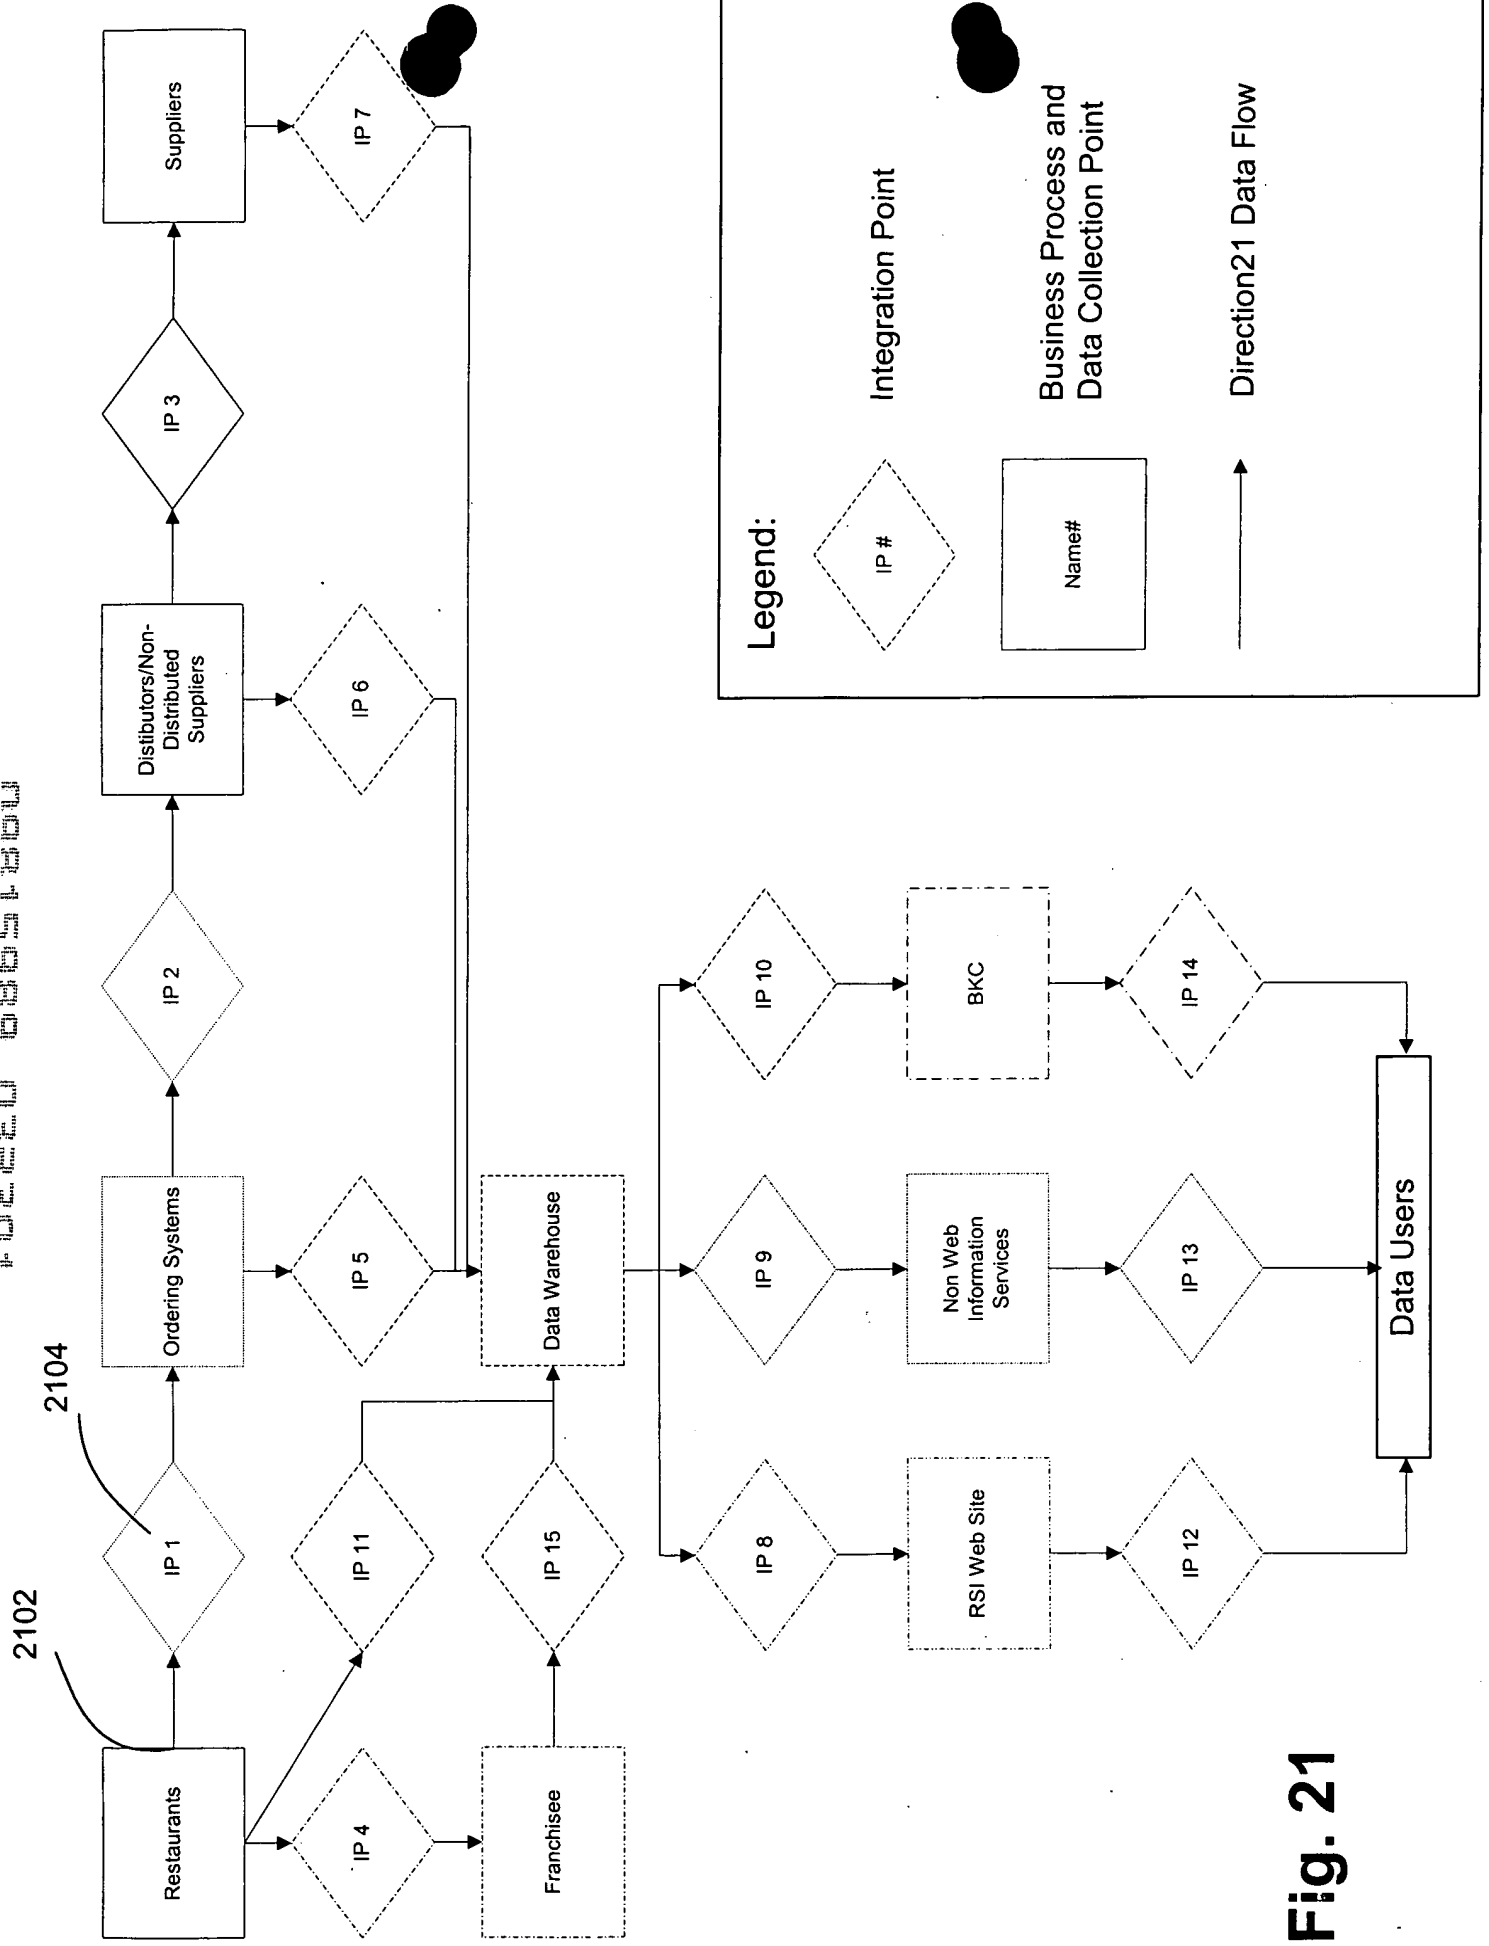 2102
2104
Restaurants
IP 1
Ordering Systems
IP 2
Distibutors/Non-
Distributed
Suppliers
IP 3
Suppliers
IP 4
IP 11
IP 5
IP 6
IP 7
Franchisee
IP 15
Data Warehouse
IP 8
IP 9
IP 10
RSI Web Site
Non Web
Information
Services
BKC
IP 12
IP 13
IP 14
Data Users
Legend:
IP #
Integration Point
Name#
Business Process and
Data Collection Point
Direction21 Data Flow
Fig. 21